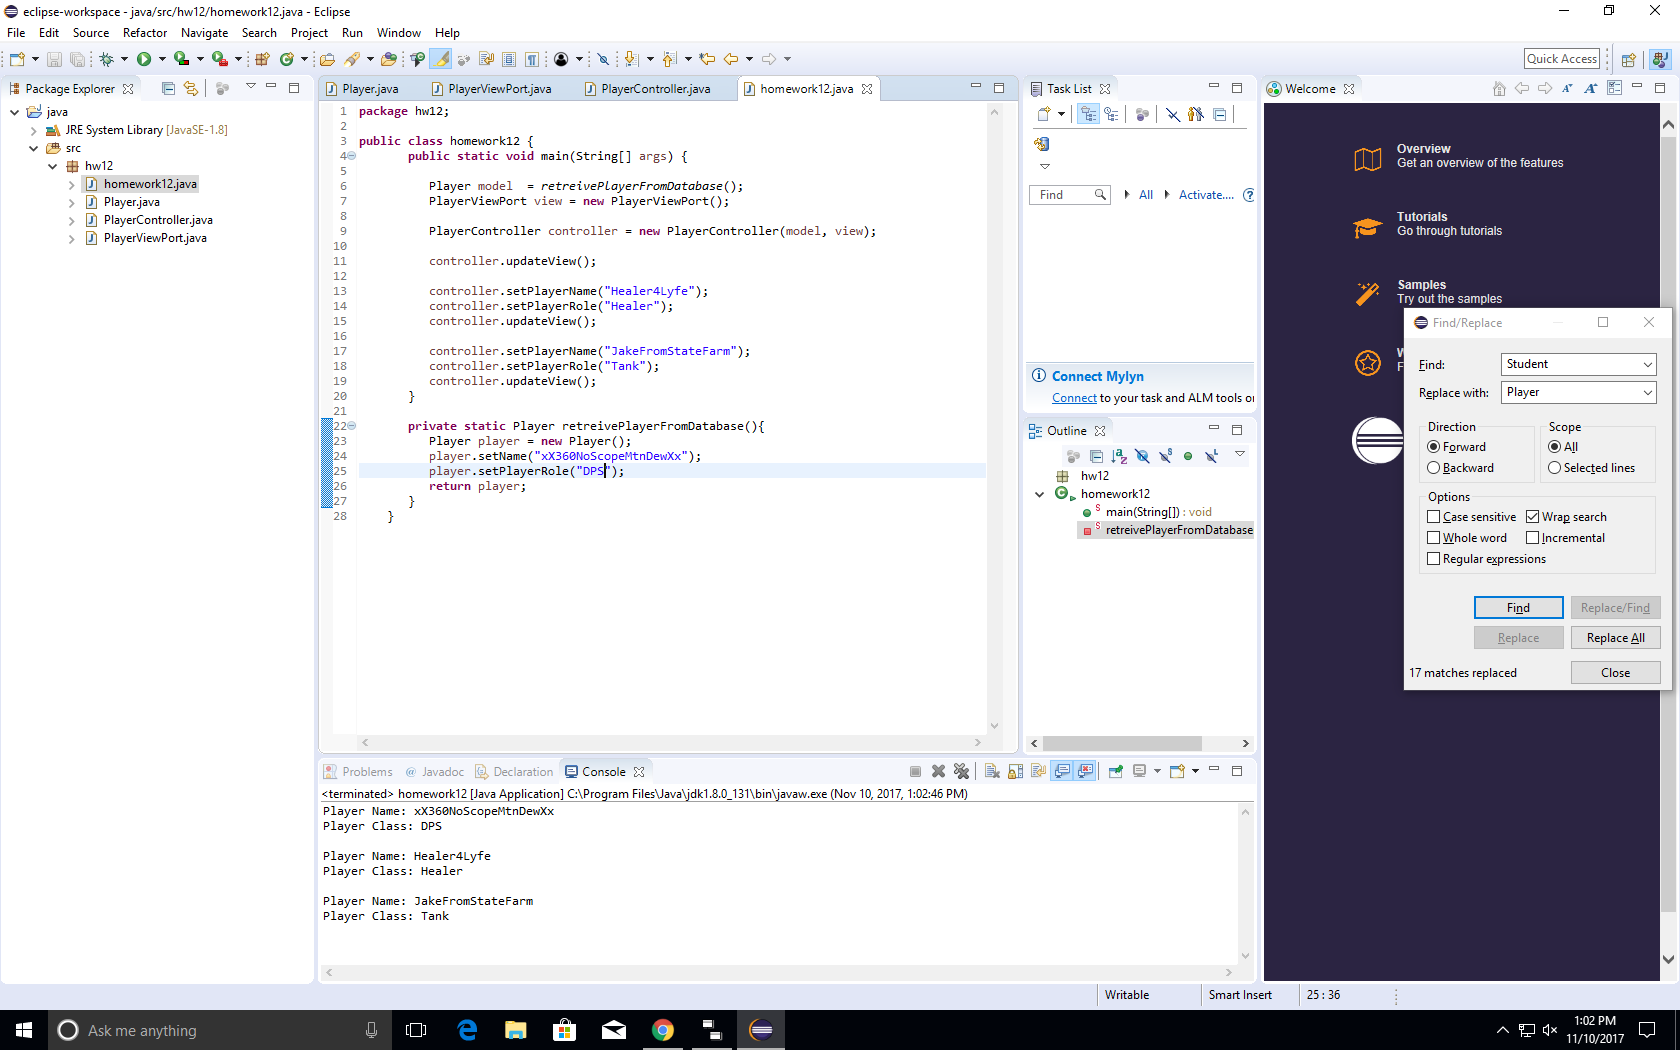 eclipse-workspace - java/src/hw12/homework12.java - Eclipse
File Edit Source Refactor Navigate Search Project Run Window Help
Quick Access
Package Explorer
java
JRE System Library [JavaSE-1.8]
src
hw12
homework12.java
Player.java
PlayerController.java
PlayerViewPort.java
Player.java PlayerViewPort.java PlayerController.java homework12.java
1 package hw12;
2
3 public class homework12 {
4 public static void main(String[] args) {
5
6 Player model  = retreivePlayerFromDatabase();
7 PlayerViewPort view = new PlayerViewPort();
8
9 PlayerController controller = new PlayerController(model, view);
10
11 controller.updateView();
12
13 controller.setPlayerName("Healer4Lyfe");
14 controller.setPlayerRole("Healer");
15 controller.updateView();
16
17 controller.setPlayerName("JakeFromStateFarm");
18 controller.setPlayerRole("Tank");
19 controller.updateView();
20 }
21
22 private static Player retreivePlayerFromDatabase(){
23 Player player = new Player();
24 player.setName("xX360NoScopeMtnDewXx");
25 player.setPlayerRole("DPS");
26 return player;
27 }
28 }
Task List
Find All Activate....
Connect Mylyn
Connect to your task and ALM tools or
Outline
hw12
homework12
main(String[]) : void
retreivePlayerFromDatabase
Welcome
Overview
Get an overview of the features
Tutorials
Go through tutorials
Samples
Try out the samples
W
F
Find/Replace
Find: Student
Replace with: Player
Direction
Forward
Backward
Scope
All
Selected lines
Options
Case sensitive Wrap search
Whole word Incremental
Regular expressions
Find Replace/Find
Replace Replace All
17 matches replaced Close
Problems @ Javadoc Declaration Console
<terminated> homework12 [Java Application] C:\Program Files\Java\jdk1.8.0_131\bin\javaw.exe (Nov 10, 2017, 1:02:46 PM)
Player Name: xX360NoScopeMtnDewXx
Player Class: DPS
Player Name: Healer4Lyfe
Player Class: Healer
Player Name: JakeFromStateFarm
Player Class: Tank
Writable Smart Insert 25 : 36
Ask me anything
1:02 PM
11/10/2017